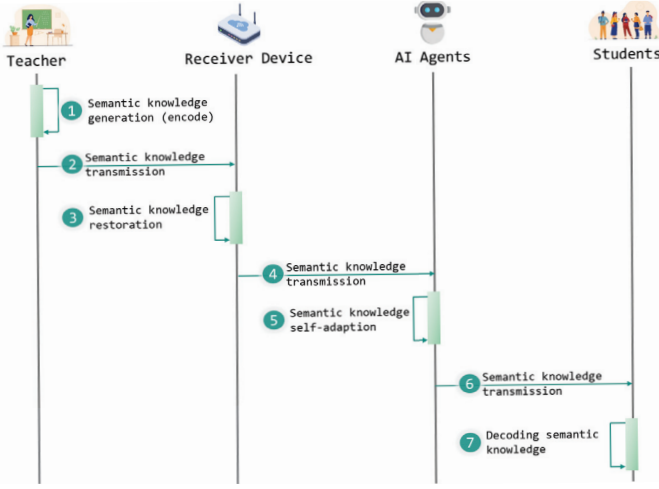 Teacher
Receiver Device
AI Agents
Students
1
Semantic knowledge
generation (encode)
2
Semantic knowledge
transmission
3
Semantic knowledge
restoration
4
Semantic knowledge
transmission
5
Semantic knowledge
self-adaption
6
Semantic knowledge
transmission
7
Decoding semantic
knowledge